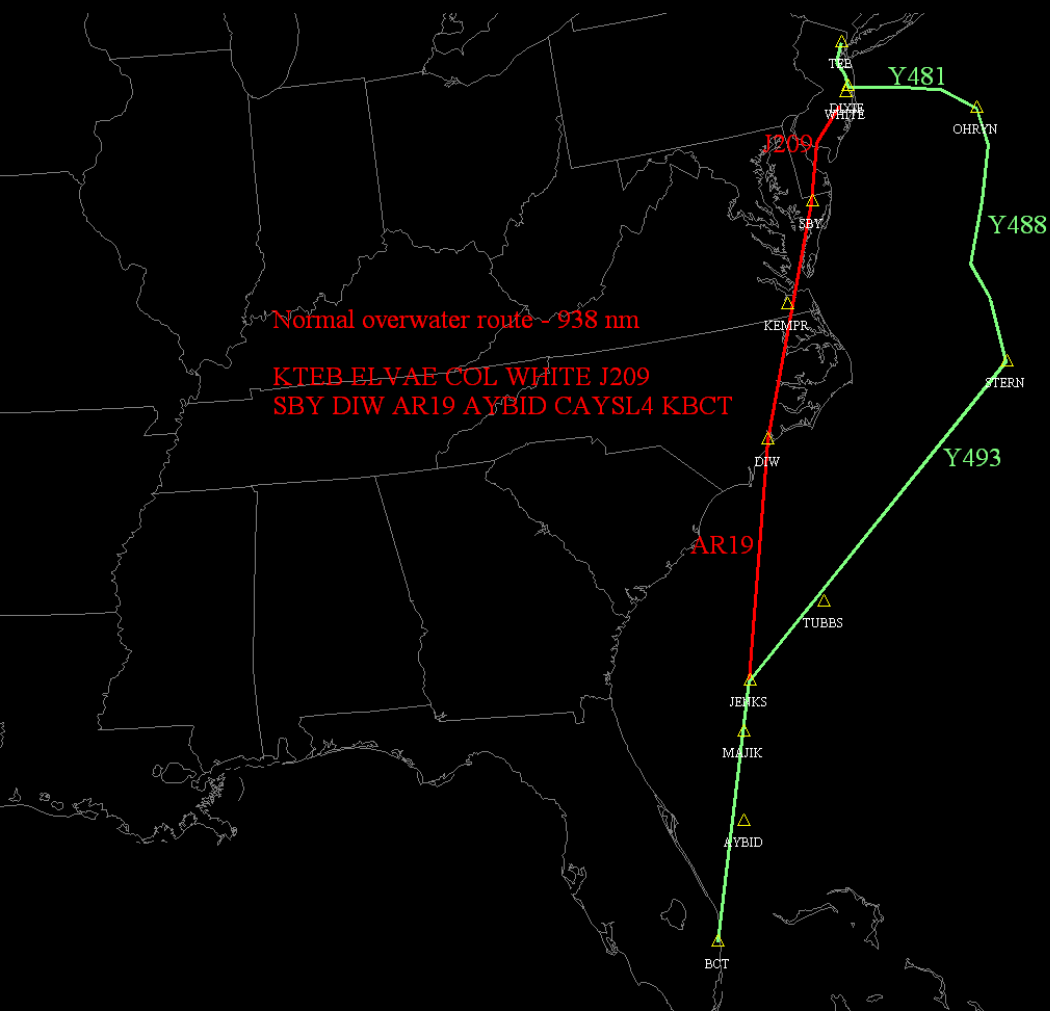 TEB
Y481
DIXIE
WHITE
OHRYN
J209
SBY
Y488
Normal overwater route - 938 nm
KEMPR
KTEB ELVAE COL WHITE J209
SBY DIW AR19 AYBID CAYSL4 KBCT
STERN
DIW
Y493
AR19
TUBBS
JENKS
MAJIK
AYBID
BCT